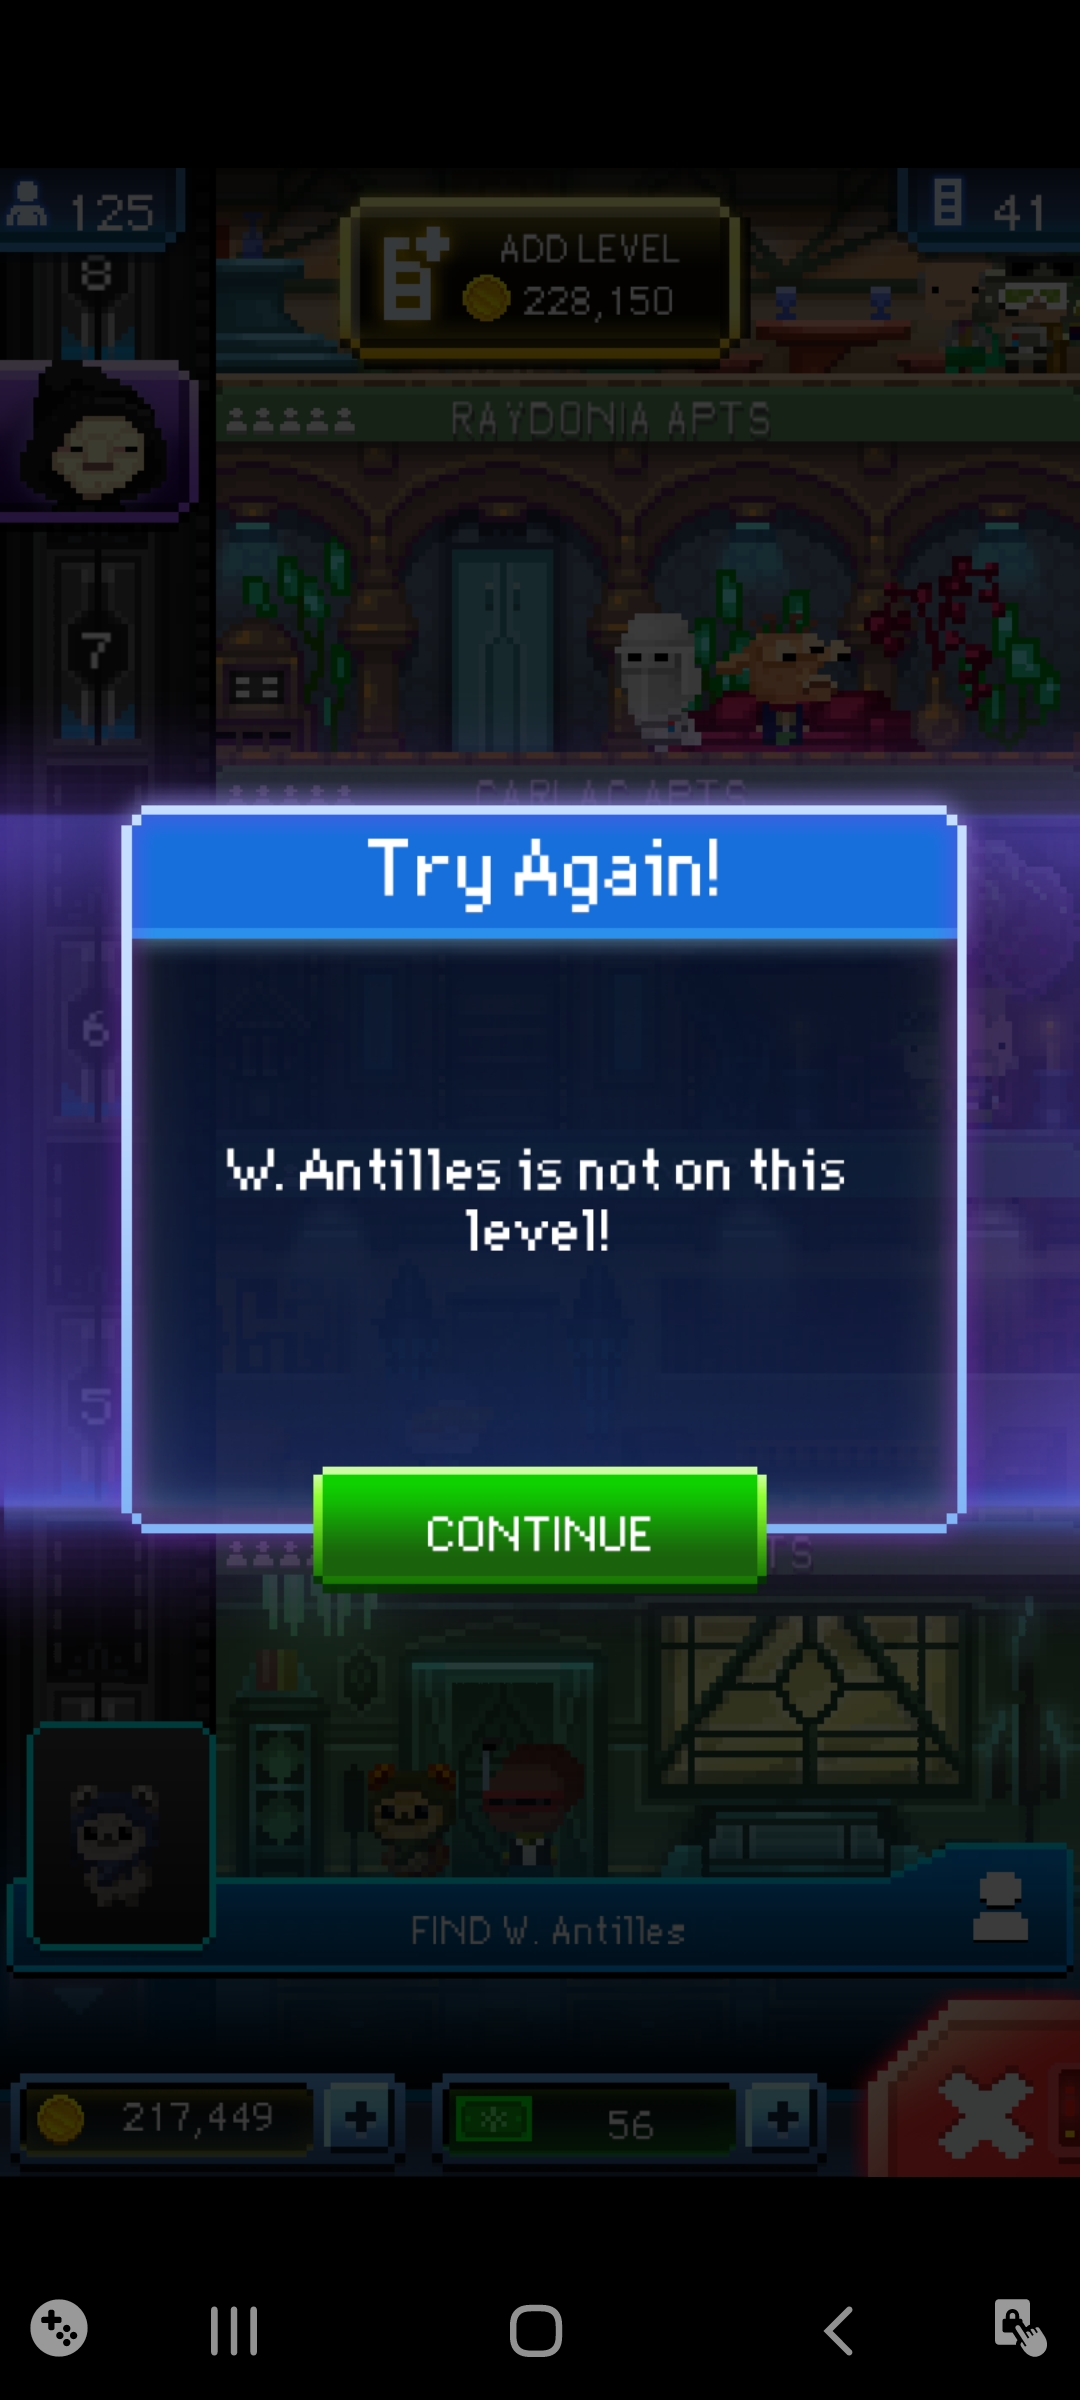 125
ADD LEVEL
228,150
41
8
RAYDONIA APTS
7
CARLAC APTS
Try Again!
6
W. Antilles is not on this
level!
5
CONTINUE
TS
FIND W. Antilles
217,449
56